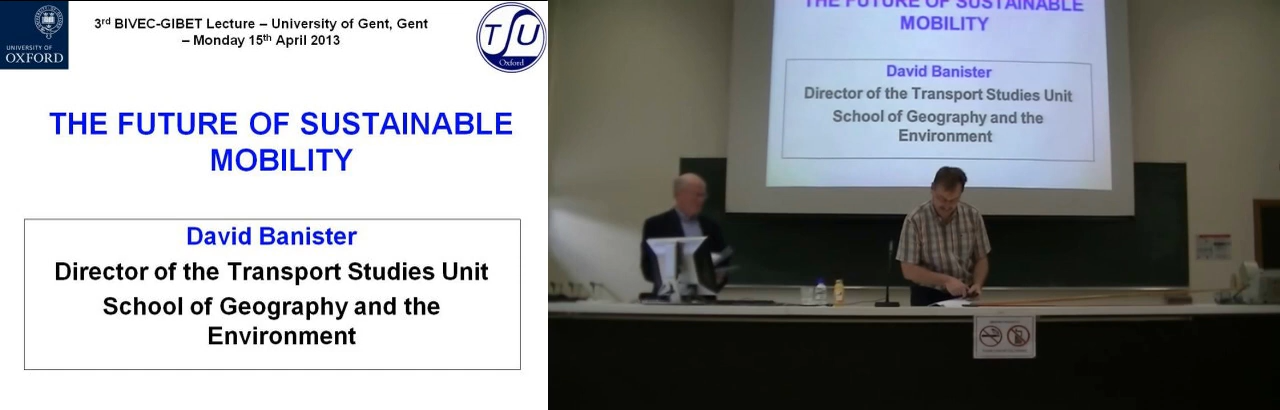 UNIVERSITY OF
OXFORD
3rd BIVEC-GIBET Lecture – University of Gent, Gent
– Monday 15th April 2013
TSU
Oxford
THE FUTURE OF SUSTAINABLE
MOBILITY
David Banister
Director of the Transport Studies Unit
School of Geography and the
Environment
THE FUTURE OF SUSTAINABLE
MOBILITY
David Banister
Director of the Transport Studies Unit
School of Geography and the
Environment